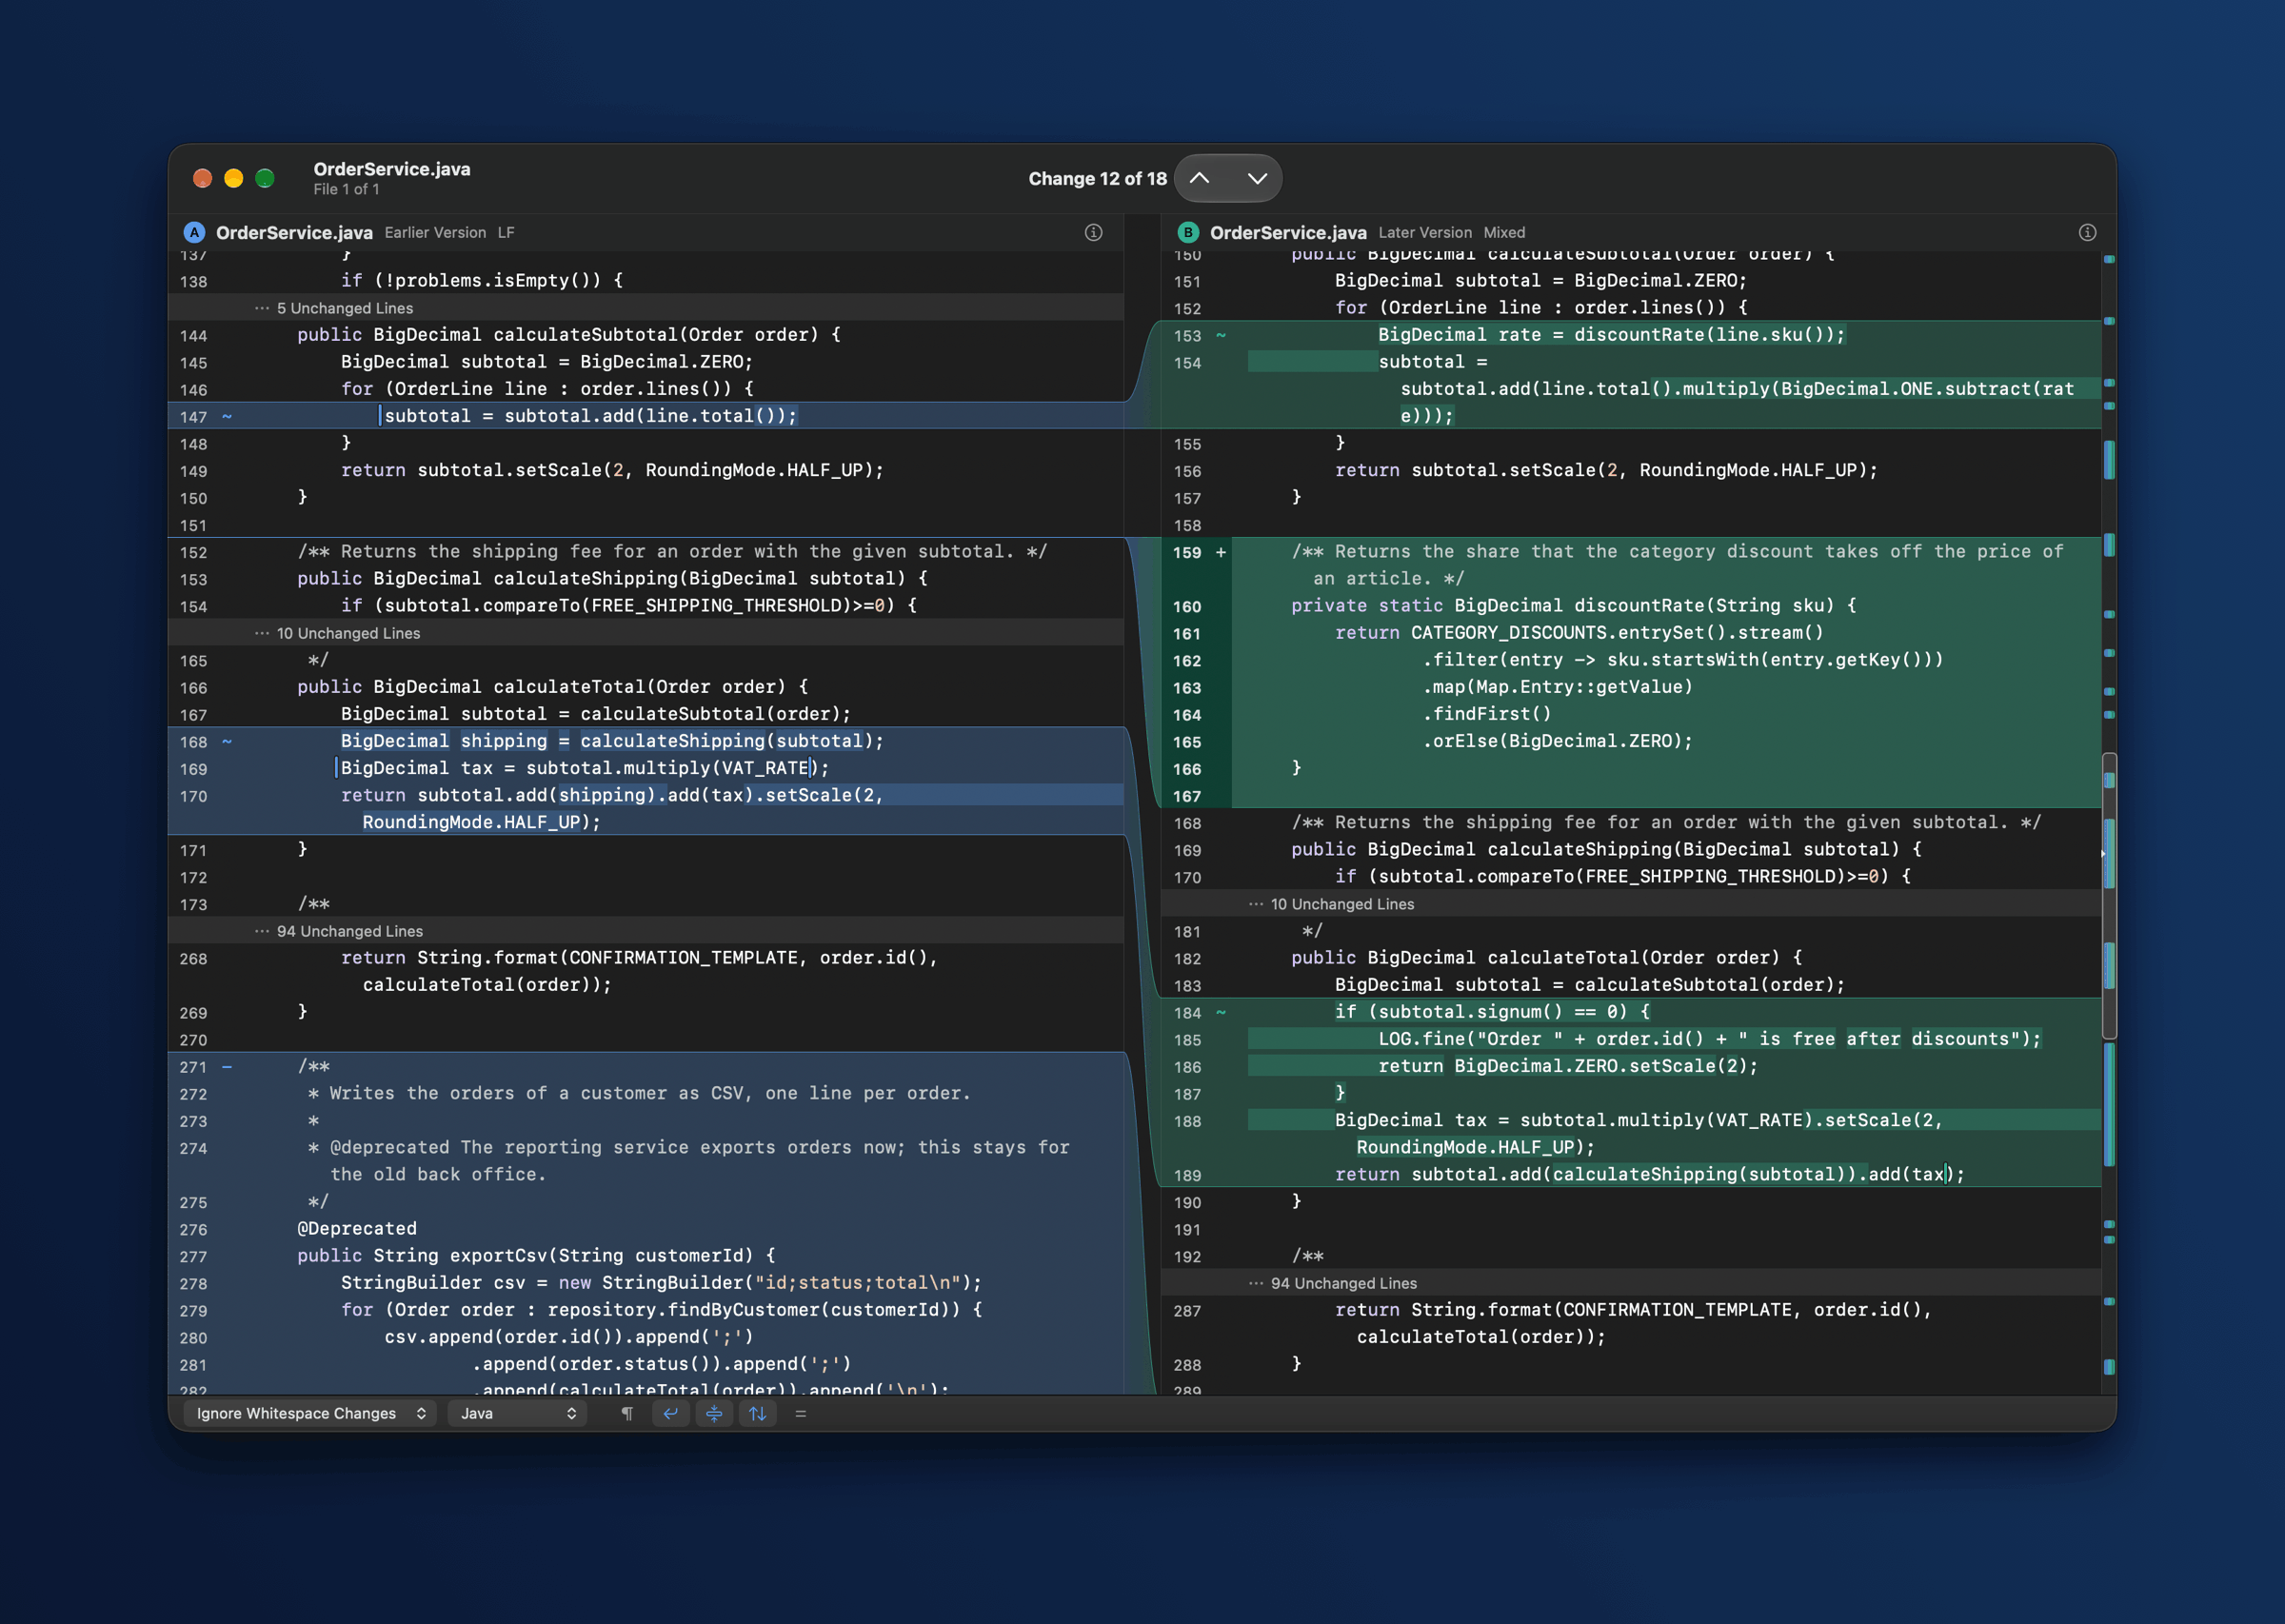 OrderService.java
File 1 of 1
Change 12 of 18
A OrderService.java Earlier Version LF
137 }
138 if (!problems.isEmpty()) {
··· 5 Unchanged Lines
144 public BigDecimal calculateSubtotal(Order order) {
145 BigDecimal subtotal = BigDecimal.ZERO;
146 for (OrderLine line : order.lines()) {
147 ~ subtotal = subtotal.add(line.total());
148 }
149 return subtotal.setScale(2, RoundingMode.HALF_UP);
150 }
151
152 /** Returns the shipping fee for an order with the given subtotal. */
153 public BigDecimal calculateShipping(BigDecimal subtotal) {
154 if (subtotal.compareTo(FREE_SHIPPING_THRESHOLD)>=0) {
··· 10 Unchanged Lines
165 */
166 public BigDecimal calculateTotal(Order order) {
167 BigDecimal subtotal = calculateSubtotal(order);
168 ~ BigDecimal shipping = calculateShipping(subtotal);
169 BigDecimal tax = subtotal.multiply(VAT_RATE);
170 return subtotal.add(shipping).add(tax).setScale(2,
RoundingMode.HALF_UP);
171 }
172
173 /**
··· 94 Unchanged Lines
268 return String.format(CONFIRMATION_TEMPLATE, order.id(),
calculateTotal(order));
269 }
270
271 − /**
272 * Writes the orders of a customer as CSV, one line per order.
273 *
274 * @deprecated The reporting service exports orders now; this stays for
the old back office.
275 */
276 @Deprecated
277 public String exportCsv(String customerId) {
278 StringBuilder csv = new StringBuilder("id;status;total\n");
279 for (Order order : repository.findByCustomer(customerId)) {
280 csv.append(order.id()).append(';')
281 .append(order.status()).append(';')
282 .append(calculateTotal(order)).append('\n');
B OrderService.java Later Version Mixed
150 public BigDecimal calculateSubtotal(Order order) {
151 BigDecimal subtotal = BigDecimal.ZERO;
152 for (OrderLine line : order.lines()) {
153 ~ BigDecimal rate = discountRate(line.sku());
154 subtotal =
subtotal.add(line.total().multiply(BigDecimal.ONE.subtract(rat
e)));
155 }
156 return subtotal.setScale(2, RoundingMode.HALF_UP);
157 }
158
159 + /** Returns the share that the category discount takes off the price of
an article. */
160 private static BigDecimal discountRate(String sku) {
161 return CATEGORY_DISCOUNTS.entrySet().stream()
162 .filter(entry -> sku.startsWith(entry.getKey()))
163 .map(Map.Entry::getValue)
164 .findFirst()
165 .orElse(BigDecimal.ZERO);
166 }
167
168 /** Returns the shipping fee for an order with the given subtotal. */
169 public BigDecimal calculateShipping(BigDecimal subtotal) {
170 if (subtotal.compareTo(FREE_SHIPPING_THRESHOLD)>=0) {
··· 10 Unchanged Lines
181 */
182 public BigDecimal calculateTotal(Order order) {
183 BigDecimal subtotal = calculateSubtotal(order);
184 ~ if (subtotal.signum() == 0) {
185 LOG.fine("Order " + order.id() + " is free after discounts");
186 return BigDecimal.ZERO.setScale(2);
187 }
188 BigDecimal tax = subtotal.multiply(VAT_RATE).setScale(2,
RoundingMode.HALF_UP);
189 return subtotal.add(calculateShipping(subtotal)).add(tax);
190 }
191
192 /**
··· 94 Unchanged Lines
287 return String.format(CONFIRMATION_TEMPLATE, order.id(),
calculateTotal(order));
288 }
289
Ignore Whitespace Changes Java ¶ =